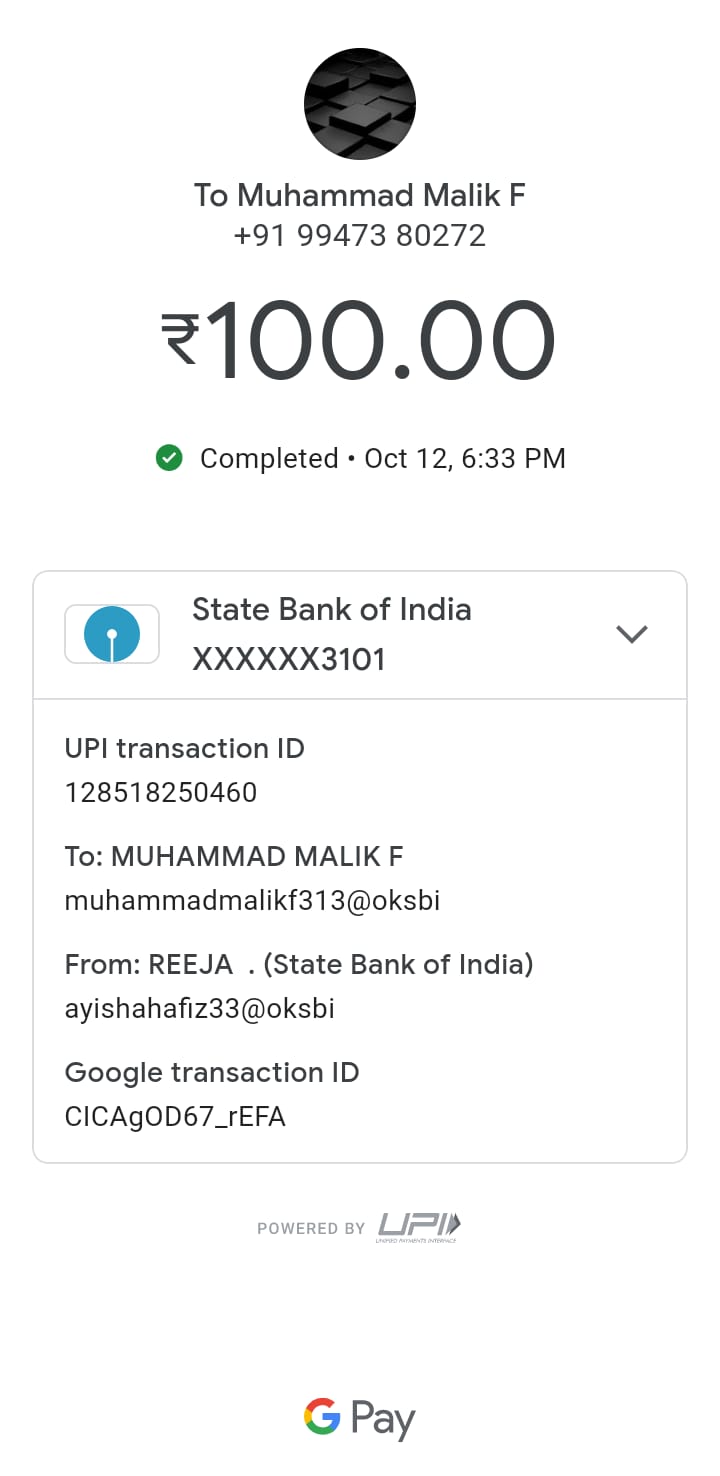 To Muhammad Malik F
+91 99473 80272
₹100.00
Completed • Oct 12, 6:33 PM
State Bank of India
XXXXXX3101
UPI transaction ID
128518250460
To: MUHAMMAD MALIK F
muhammadmalikf313@oksbi
From: REEJA  . (State Bank of India)
ayishahafiz33@oksbi
Google transaction ID
CICAgOD67_rEFA
POWERED BY UPI
UNIFIED PAYMENTS INTERFACE
G Pay